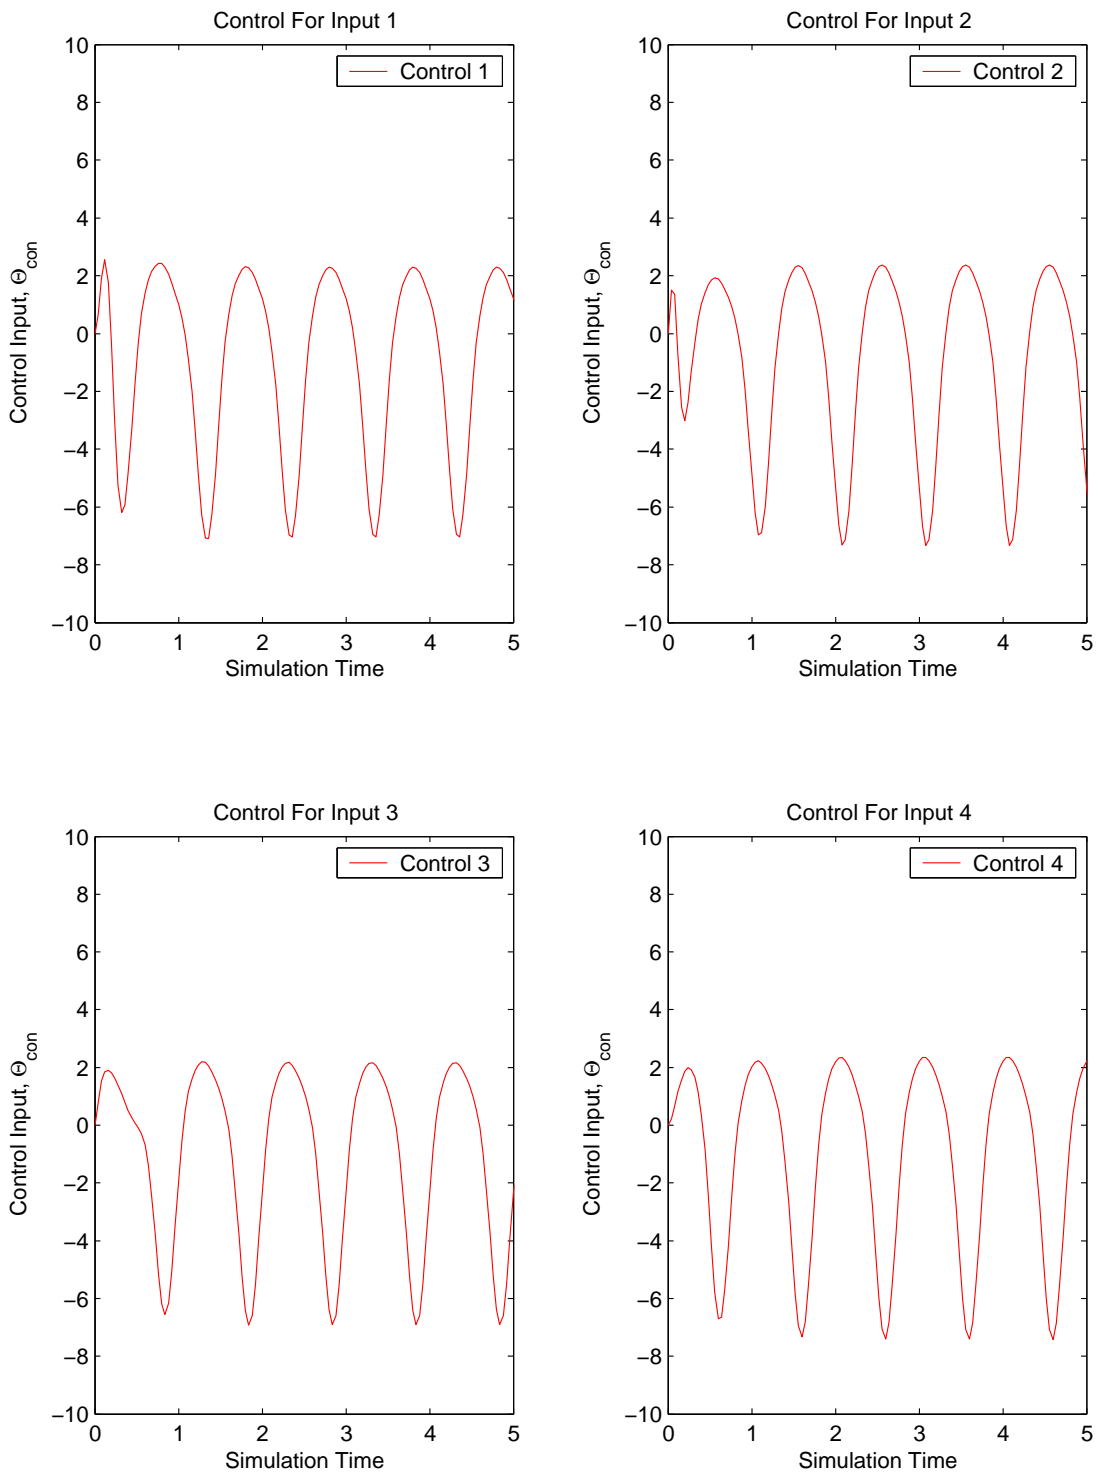 Control For Input 1
10
8
6
4
2
0
−2
−4
−6
−8
−10
0 1 2 3 4 5
Control Input, Θcon
Simulation Time
Control 1
Control For Input 2
10
8
6
4
2
0
−2
−4
−6
−8
−10
0 1 2 3 4 5
Control Input, Θcon
Simulation Time
Control 2
Control For Input 3
10
8
6
4
2
0
−2
−4
−6
−8
−10
0 1 2 3 4 5
Control Input, Θcon
Simulation Time
Control 3
Control For Input 4
10
8
6
4
2
0
−2
−4
−6
−8
−10
0 1 2 3 4 5
Control Input, Θcon
Simulation Time
Control 4